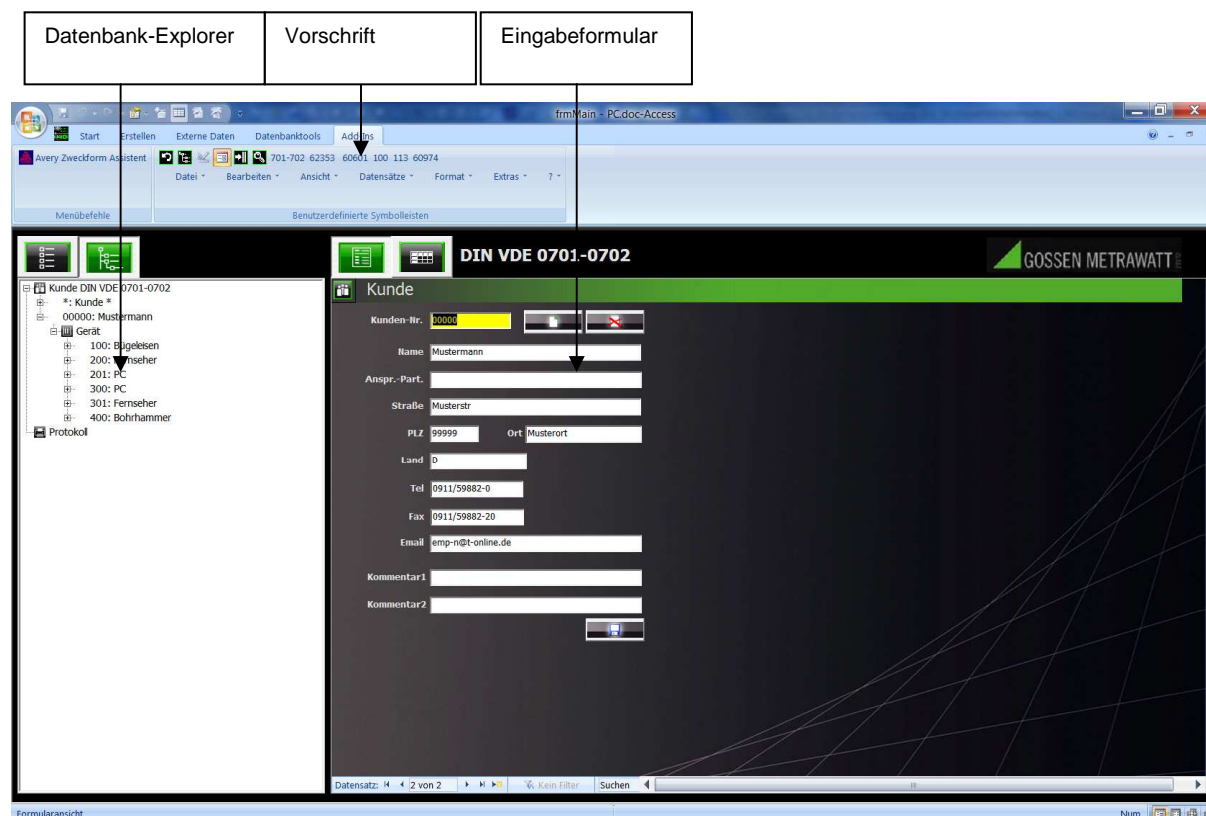 Datenbank-Explorer Vorschrift Eingabeformular
frmMain - PC.doc-Access
Start Erstellen Externe Daten Datenbanktools Add-Ins
Avery Zweckform Assistent 701-702 62353 60601 100 113 60974
Datei Bearbeiten Ansicht Datensätze Format Extras ?
Menübefehle Benutzerdefinierte Symbolleisten
DIN VDE 0701-0702
GOSSEN METRAWATT
Kunde DIN VDE 0701-0702
*: Kunde *
00000: Mustermann
Gerät
100: Bügeleisen
200: Fernseher
201: PC
300: PC
301: Fernseher
400: Bohrhammer
Protokoll
Kunde
Kunden-Nr. 00000
Name Mustermann
Anspr.-Part.
Straße Musterstr
PLZ 99999 Ort Musterort
Land D
Tel 0911/59882-0
Fax 0911/59882-20
Email emp-n@t-online.de
Kommentar1
Kommentar2
Datensatz: 2 von 2 Kein Filter Suchen
Formularansicht Num